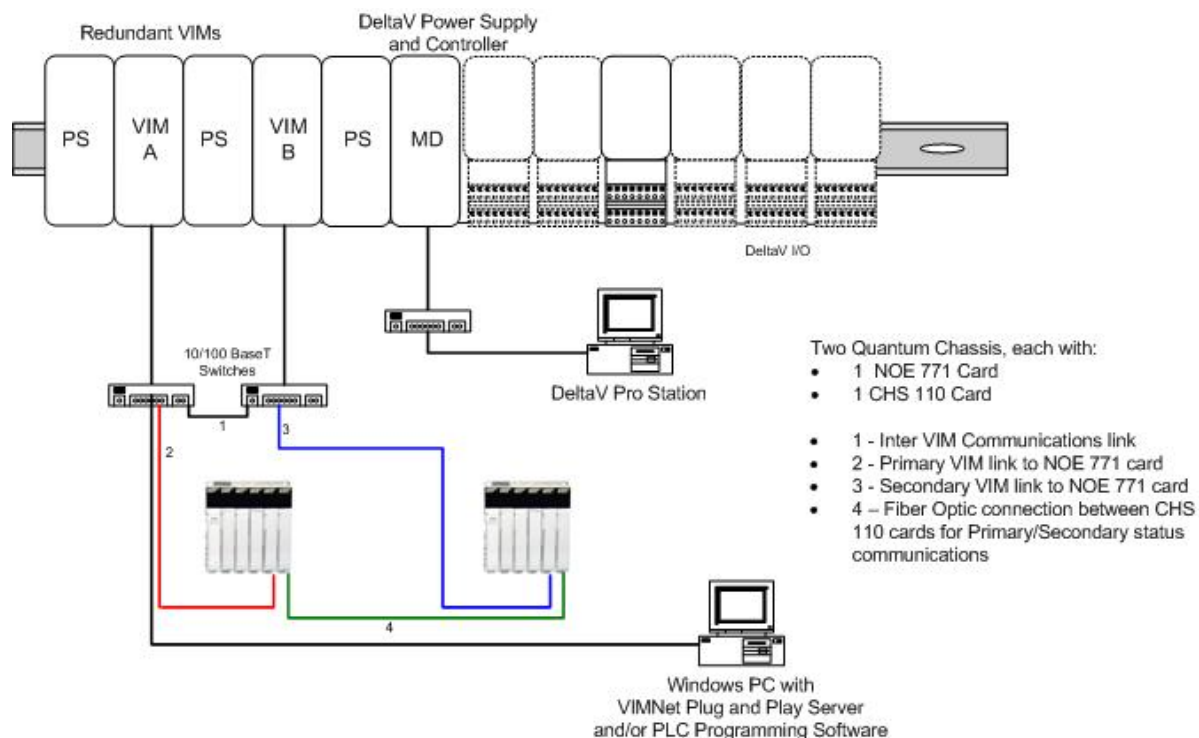 Redundant VIMs
DeltaV Power Supply
and Controller
PS
VIM
A
PS
VIM
B
PS
MD
DeltaV I/O
10/100 BaseT
Switches
DeltaV Pro Station
1
2
3
4
Two Quantum Chassis, each with:
• 1 NOE 771 Card
• 1 CHS 110 Card
• 1 - Inter VIM Communications link
• 2 - Primary VIM link to NOE 771 card
• 3 - Secondary VIM link to NOE 771 card
• 4 – Fiber Optic connection between CHS
110 cards for Primary/Secondary status
communications
Windows PC with
VIMNet Plug and Play Server
and/or PLC Programming Software